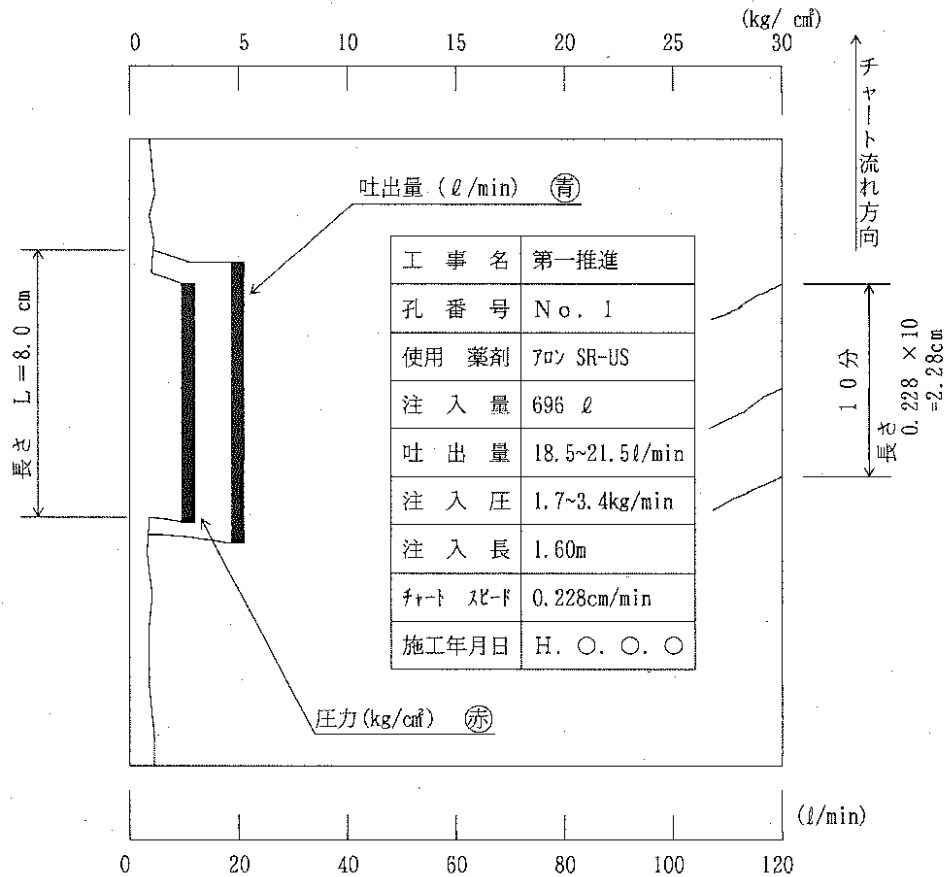 (kg/c㎡)
0 5 10 15 20 25 30
チャート流れ方向
吐出量 (ℓ/min) ㊤青
長さ L=8.0 cm
工事名 第一推進
孔番号 No. 1
使用 薬剤 ｱﾛﾝ SR-US
注入量 696 ℓ
吐出量 18.5~21.5ℓ/min
注入圧 1.7~3.4kg/min
注入長 1.60m
ﾁｬｰﾄ ｽﾋﾟｰﾄﾞ 0.228cm/min
施工年月日 H. ○. ○. ○
10分
長さ
0.228 ×10
=2.28cm
圧力(kg/c㎡) 赤
(ℓ/min)
0 20 40 60 80 100 120